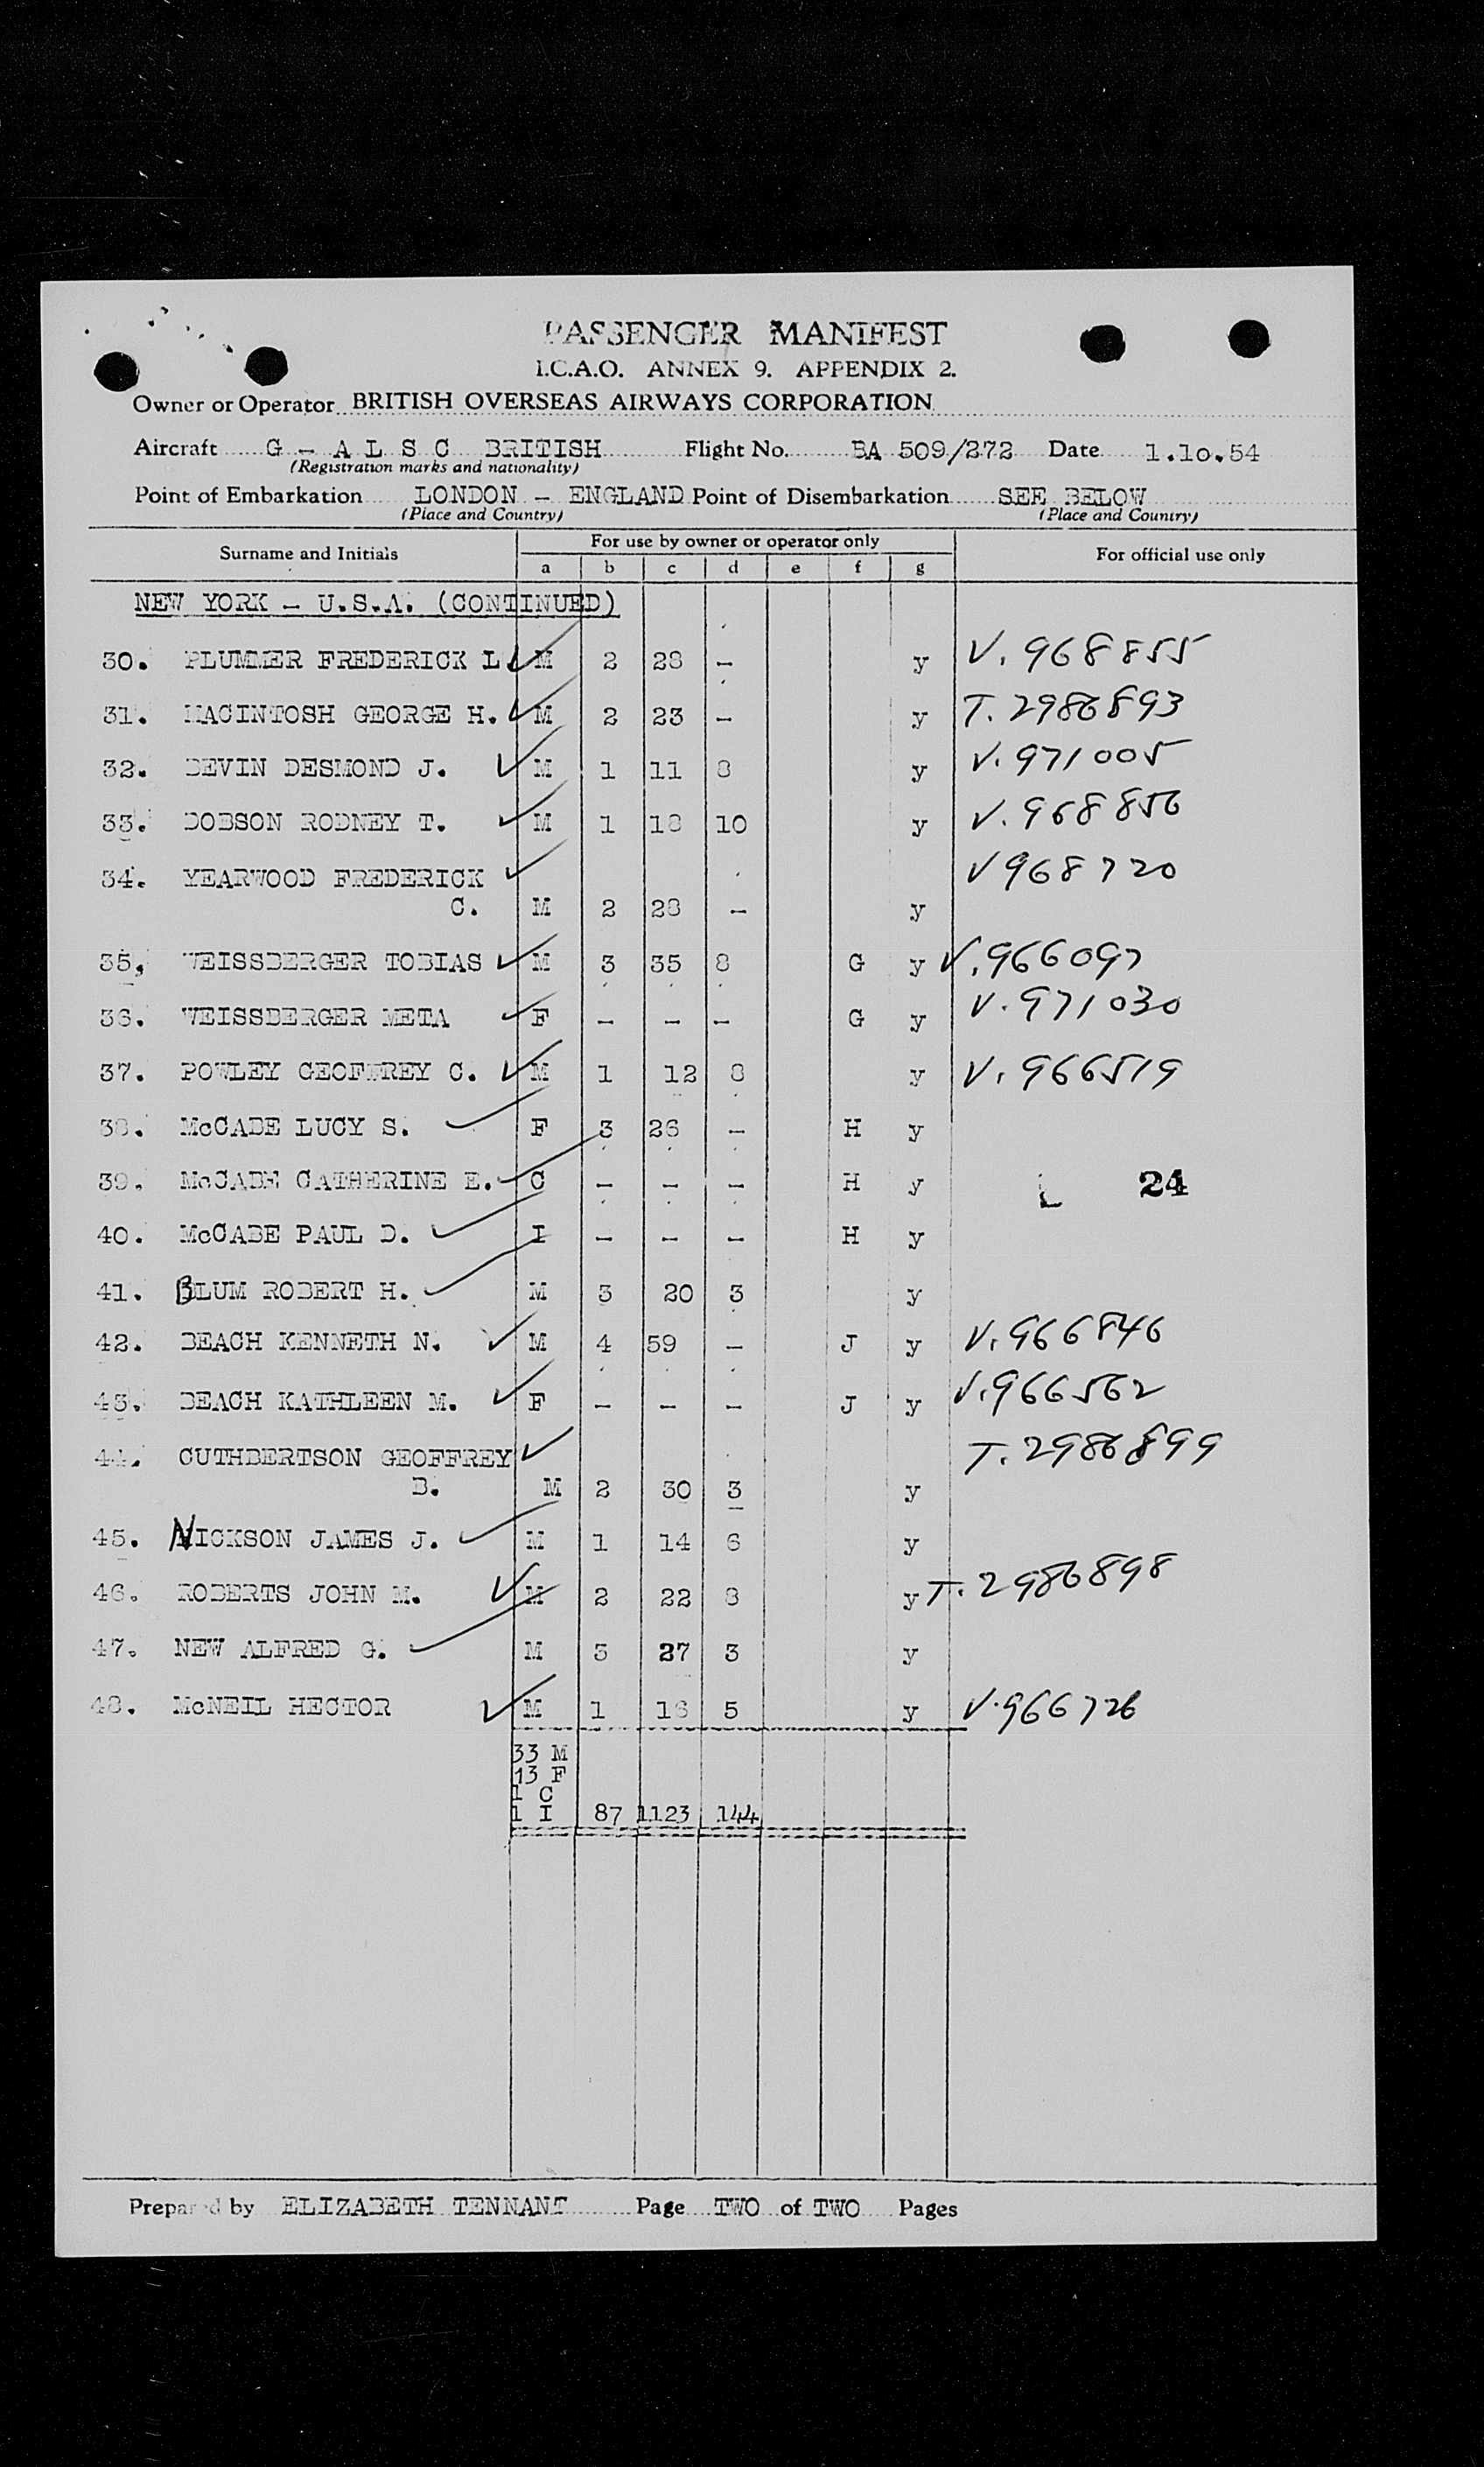 PASSENGER MANIFEST
I.C.A.O. ANNEX 9. APPENDIX 2.
Owner or Operator BRITISH OVERSEAS AIRWAYS CORPORATION
Aircraft G - A L S C BRITISH Flight No. BA 509/272 Date 1.10.54
(Registration marks and nationality)
Point of Embarkation LONDON - ENGLAND Point of Disembarkation SEE BELOW
(Place and Country) (Place and Country)
Surname and Initials For use by owner or operator only For official use only
a b c d e f g
NEW YORK - U.S.A. (CONTINUED)
30. PLUMMER FREDERICK L. M 2 28 - y V. 968855
31. MACINTOSH GEORGE H. M 2 23 - y T. 2986893
32. DEVIN DESMOND J. M 1 11 8 y V. 971005
33. DOBSON RODNEY T. M 1 18 10 y V. 968856
34. YEARWOOD FREDERICK V 968720
C. M 2 28 - y
35. WEISSBERGER TOBIAS M 3 35 8 G y V. 966097
36. WEISSBERGER META F - - - G y V. 971030
37. POWLEY GEOFFREY C. M 1 12 8 y V. 966519
38. McCABE LUCY S. F 3 26 - H y
39. McCABE CATHERINE E. C - - - H y 24
40. McCABE PAUL D. I - - - H y
41. BLUM ROBERT H. M 3 20 3 y
42. BEACH KENNETH N. M 4 59 - J y V. 966846
43. BEACH KATHLEEN M. F - - - J y V. 966562
44. CUTHBERTSON GEOFFREY T. 2986899
B. M 2 30 3 y
45. NICKSON JAMES J. M 1 14 6 y
46. ROBERTS JOHN M. M 2 22 8 y T. 2986898
47. NEW ALFRED G. M 3 27 3 y
48. McNEIL HECTOR M 1 16 5 y V. 966726
33 M
13 F
1 C
1 I 87 1123 144
Prepared by ELIZABETH TENNANT Page TWO of TWO Pages